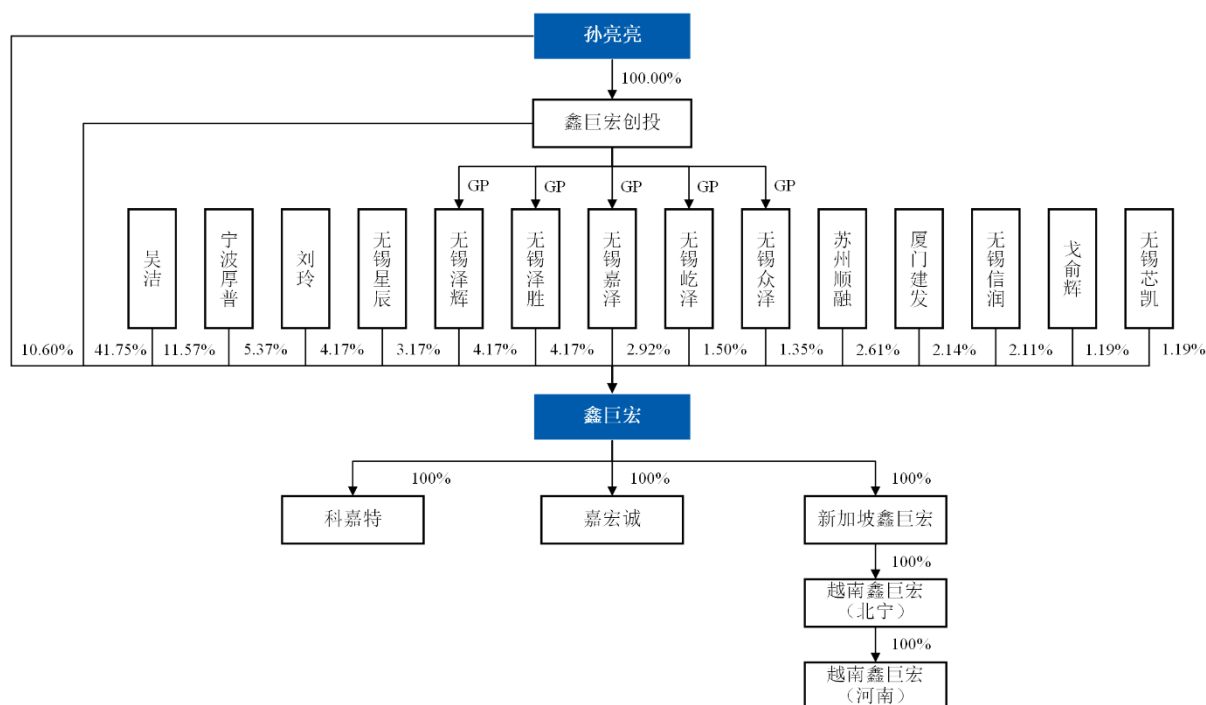 孙亮亮
100.00%
鑫巨宏创投
GP
GP
GP
GP
GP
吴洁
宁波厚普
刘玲
无锡星辰
无锡泽辉
无锡泽胜
无锡嘉泽
无锡屹泽
无锡众泽
苏州顺融
厦门建发
无锡信润
戈俞辉
无锡芯凯
10.60%
41.75%
11.57%
5.37%
4.17%
3.17%
4.17%
4.17%
2.92%
1.50%
1.35%
2.61%
2.14%
2.11%
1.19%
1.19%
鑫巨宏
100%
100%
100%
科嘉特
嘉宏诚
新加坡鑫巨宏
100%
越南鑫巨宏
（北宁）
100%
越南鑫巨宏
（河南）